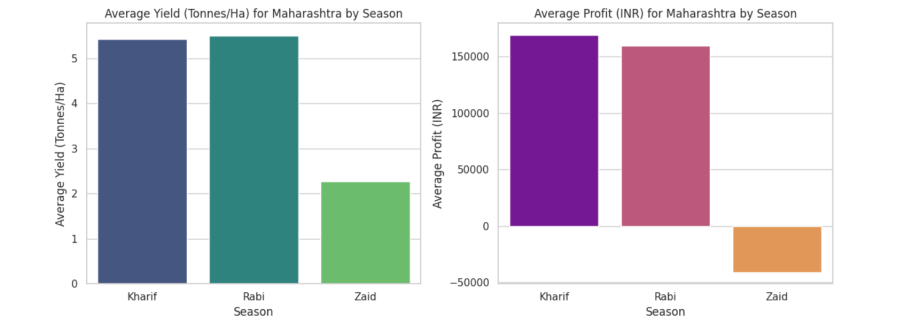 Average Yield (Tonnes/Ha) for Maharashtra by Season
Average Yield (Tonnes/Ha)
5
4
3
2
1
0
Kharif Rabi Zaid
Season
Average Profit (INR) for Maharashtra by Season
Average Profit (INR)
150000
100000
50000
0
−50000
Kharif Rabi Zaid
Season